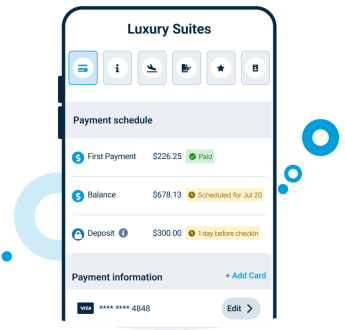 Luxury Suites
Payment schedule
First Payment $226.25 Paid
Balance $678.13 Scheduled for Jul 20
Deposit i $300.00 1 day before checkin
Payment information + Add Card
VISA **** **** 4848 Edit >